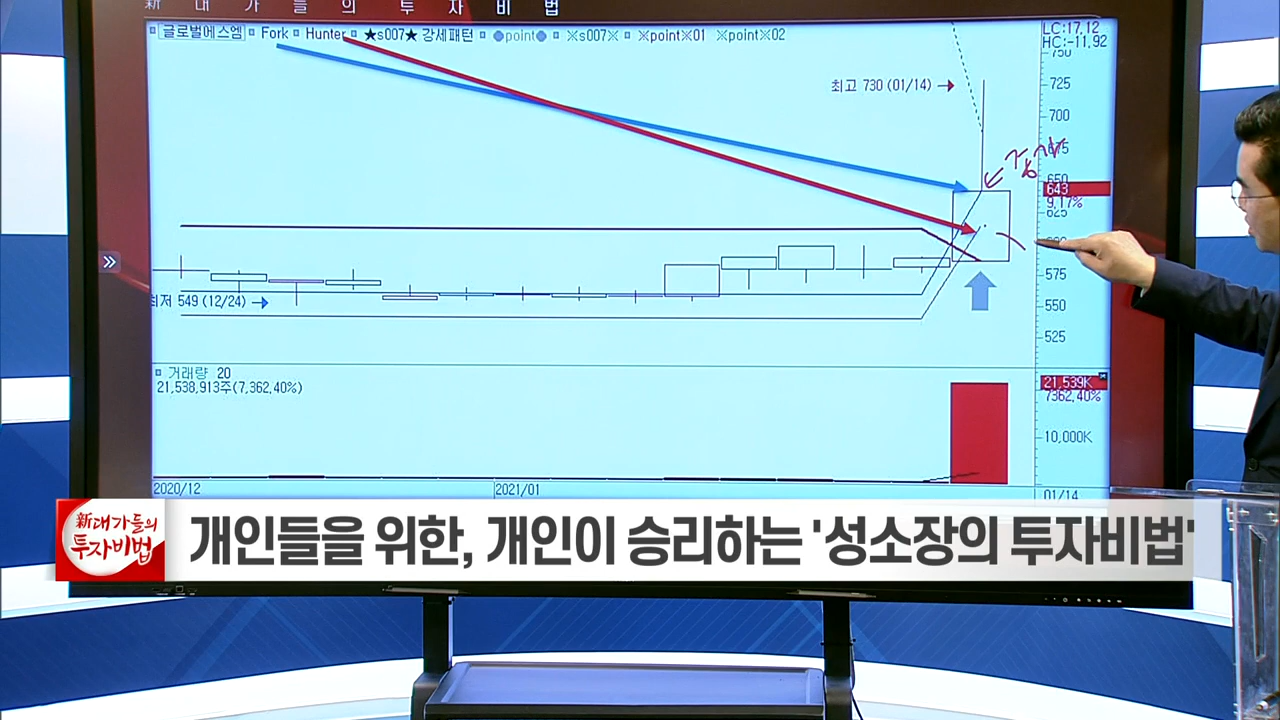 新 대 가 들 의 투 자 비 법
글로벌에스엠 Fork Hunter ★s007★ 강세패턴 ●point● ※s007※ ※point※01 ※point※02
LC:17.12
HC:-11.92
750
최고 730 (01/14)
725
700
675
종가
650
643
9.17%
625
575
최저 549 (12/24)
550
525
거래량 20
21,538,913주(7,362.40%)
21,539K
7362.40%
10,000K
2020/12 2021/01 01/14
新대가들의
투자비법
개인들을 위한, 개인이 승리하는 '성소장의 투자비법'